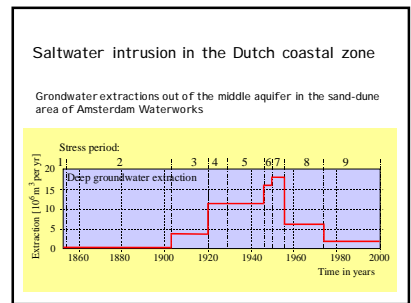 Saltwater intrusion in the Dutch coastal zone
Grondwater extractions out of the middle aquifer in the sand-dune
area of Amsterdam Waterworks
Stress period:
1 2 3 4 5 6 7 8 9
Deep groundwater extraction
Extraction [10⁶ m³ per yr]
20
15
10
5
0
1860 1880 1900 1920 1940 1960 1980 2000
Time in years